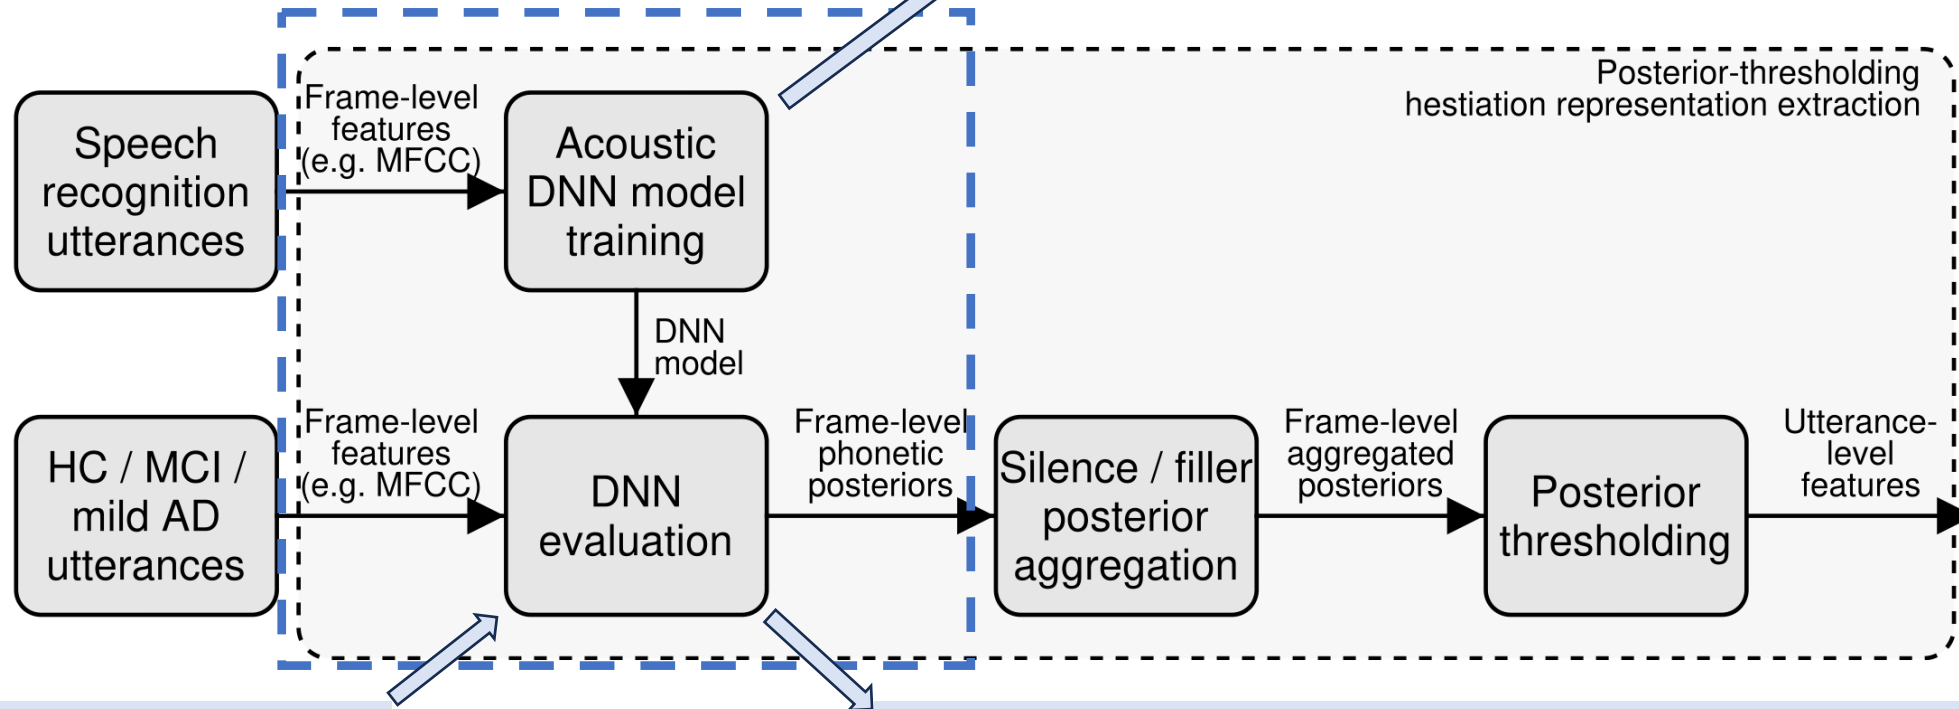 Posterior-thresholding
hestiation representation extraction
Speech
recognition
utterances
Frame-level
features
(e.g. MFCC)
Acoustic
DNN model
training
DNN
model
HC / MCI /
mild AD
utterances
Frame-level
features
(e.g. MFCC)
DNN
evaluation
Frame-level
phonetic
posteriors
Silence / filler
posterior
aggregation
Frame-level
aggregated
posteriors
Posterior
thresholding
Utterance-
level
features